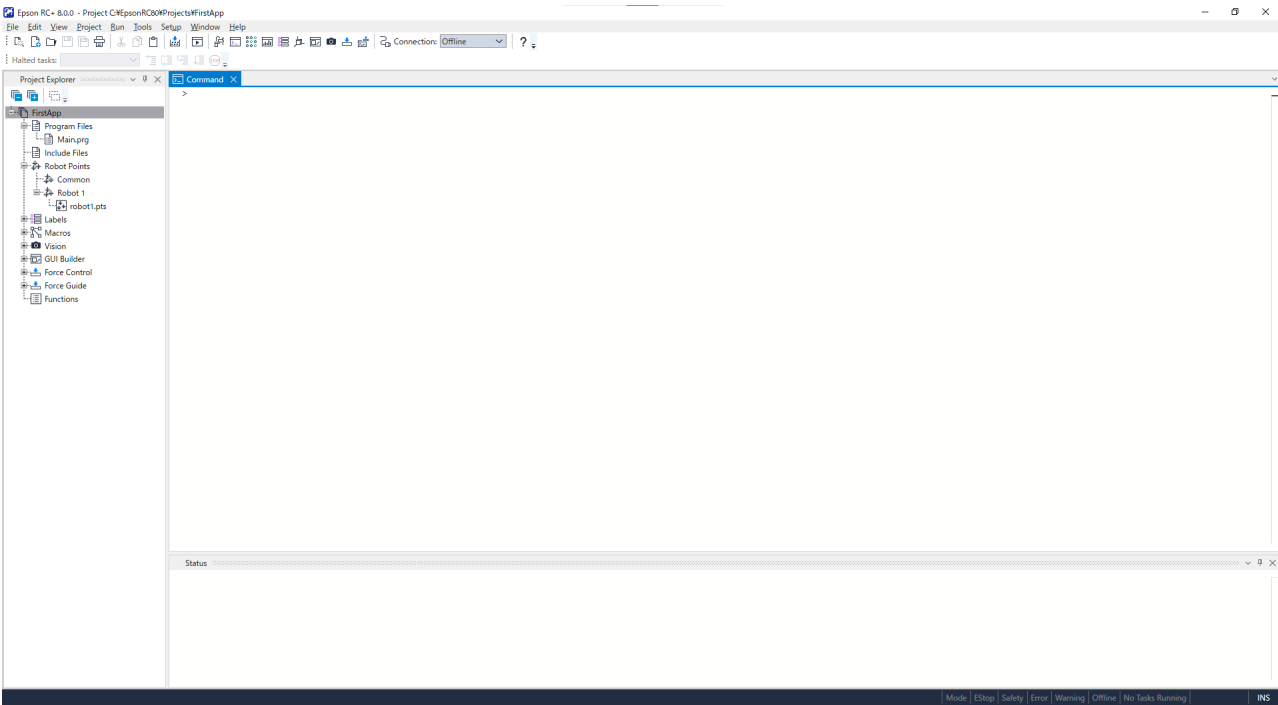 Epson RC+ 8.0.0 - Project C:¥EpsonRC80¥Projects¥FirstApp
File Edit View Project Run Tools Setup Window Help
Connection: Offline ?
Halted tasks: STOP
Project Explorer
Command
>
FirstApp
Program Files
Main.prg
Include Files
Robot Points
Common
Robot 1
robot1.pts
Labels
Macros
Vision
GUI Builder
Force Control
Force Guide
Functions
Status
Mode EStop Safety Error Warning Offline No Tasks Running INS